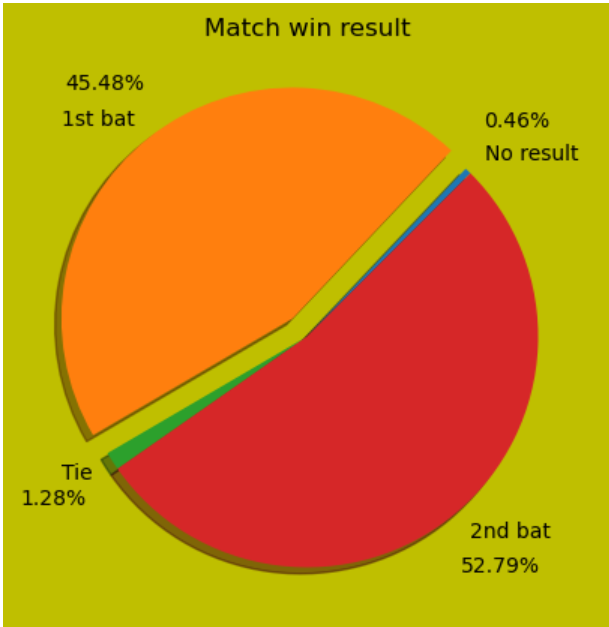 Match win result
45.48%
1st bat
0.46%
No result
Tie
1.28%
2nd bat
52.79%